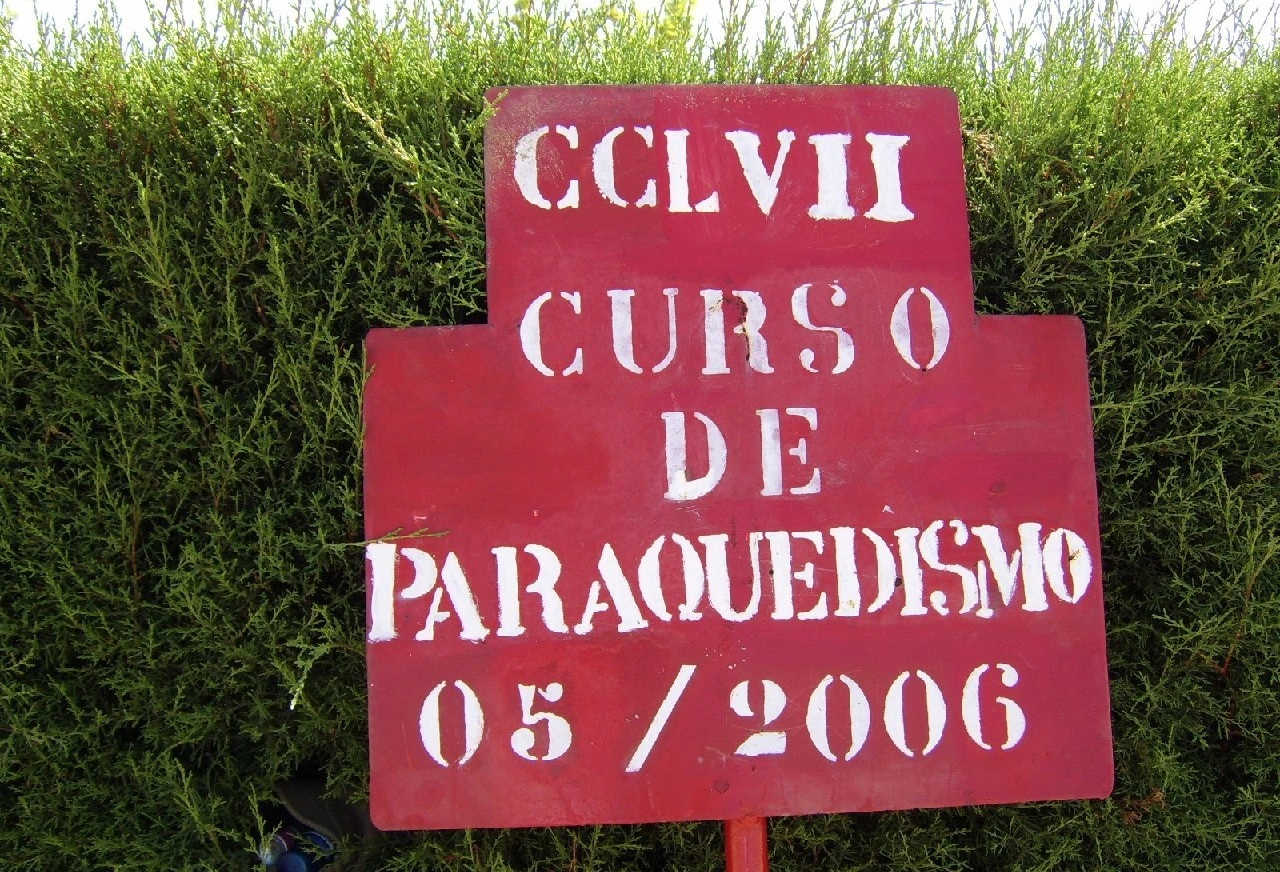 CCLVII
CURSO
DE
PARAQUEDISMO
05/2006